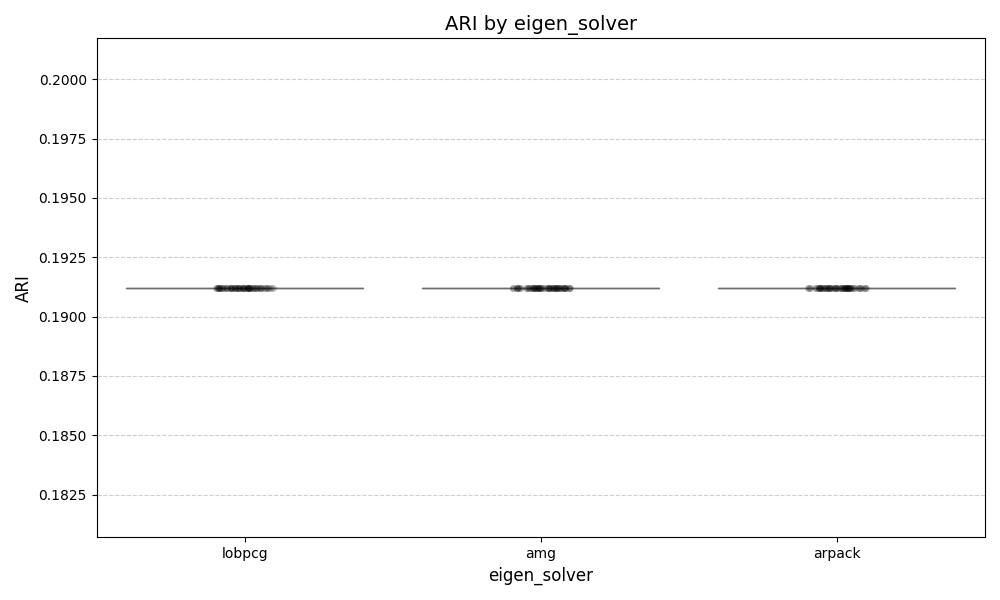 ARI by eigen_solver
ARI
0.2000
0.1975
0.1950
0.1925
0.1900
0.1875
0.1850
0.1825
lobpcg
amg
arpack
eigen_solver